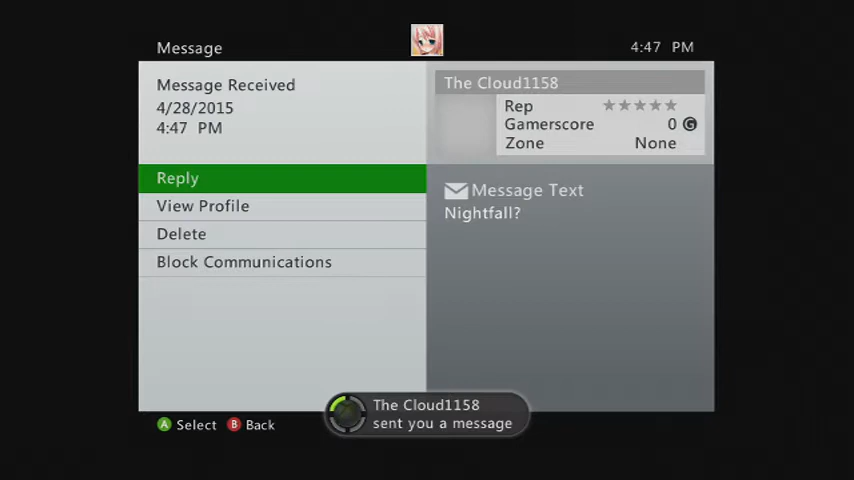 Message
4:47 PM
Message Received
4/28/2015
4:47 PM
Reply
View Profile
Delete
Block Communications
The Cloud1158
Rep
Gamerscore 0 G
Zone None
Message Text
Nightfall?
The Cloud1158
sent you a message
A Select B Back